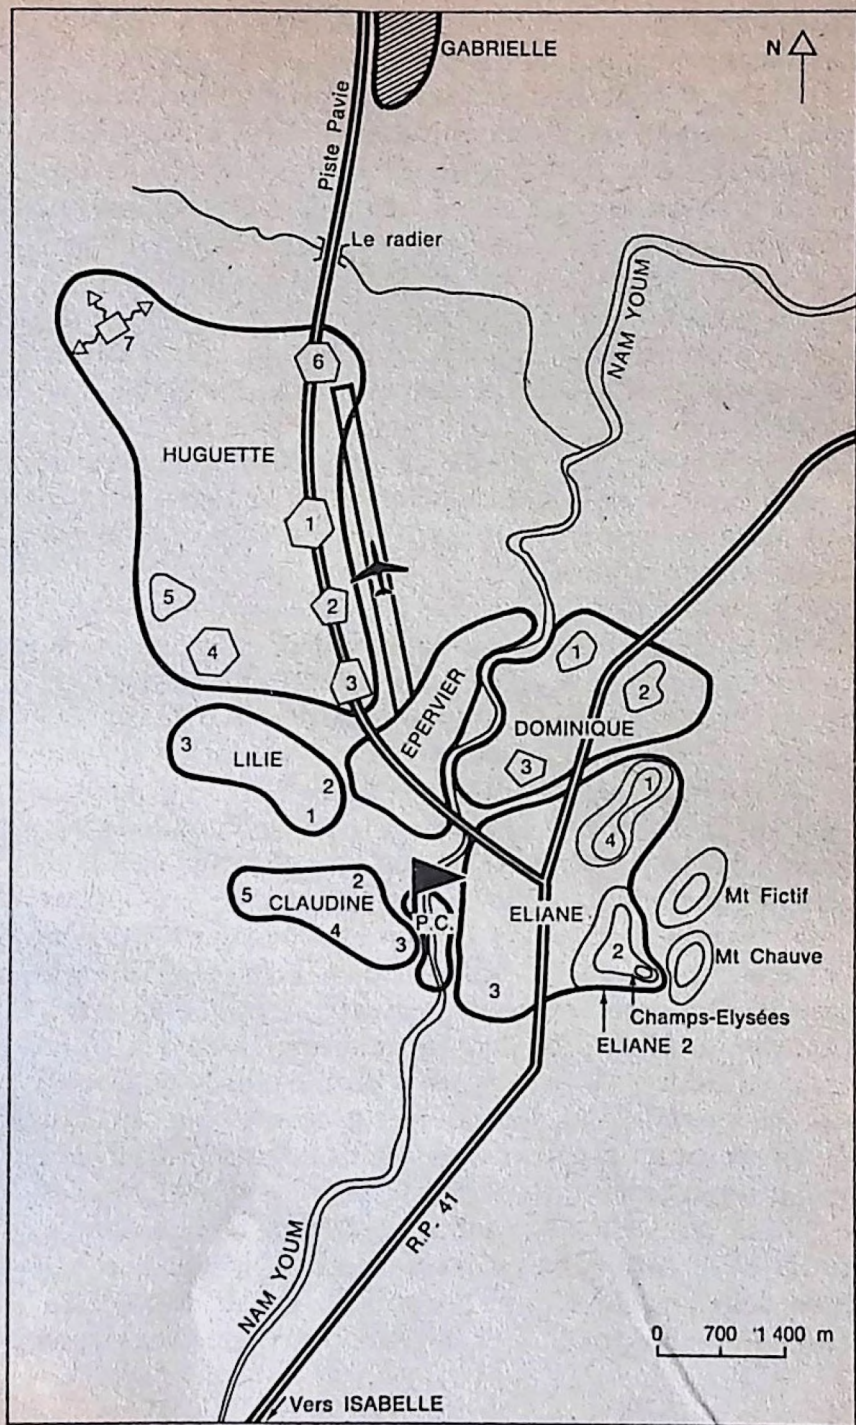 GABRIELLE
N
Piste Pavie
Le radier
NAM YOUM
7
6
HUGUETTE
1
5
2
4
3
EPERVIER
1
2
DOMINIQUE
3
3
LILIE
2
1
1
4
2
5
CLAUDINE
4
3
P.C.
ELIANE
Mt Fictif
2
Mt Chauve
3
Champs-Elysées
ELIANE 2
R.P. 41
NAM YOUM
0 700 1 400 m
Vers ISABELLE